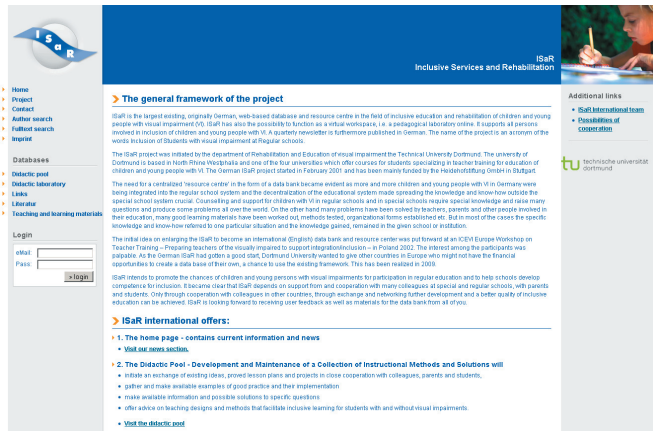 ISaR
ISaR
Inclusive Services and Rehabilitation
Home
Project
Contact
Author search
Fulltext search
Imprint
Databases
Didactic pool
Didactic laboratory
Links
Literatur
Teaching and learning materials
Login
eMail:
Pass:
> login
The general framework of the project
ISaR is the largest existing, originally German, web-based database and resource centre in the field of inclusive education and rehabilitation of children and young
people with visual impairment (VI). ISaR has also the possibility to function as a virtual workspace, i.e. a pedagogical laboratory online. It supports all persons
involved in inclusion of children and young people with VI. A quarterly newsletter is furthermore published in German. The name of the project is an acronym of the
words Inclusion of Students with visual impairment at Regular schools.
The ISaR project was initiated by the department of Rehabilitation and Education of visual impairment the Technical University Dortmund. The university of
Dortmund is based in North Rhine Westphalia and one of the four universities which offer courses for students specializing in teacher training for education of
children and young people with VI. The German ISaR project started in February 2001 and has been mainly funded by the Heidehofstiftung GmbH in Stuttgart.
The need for a centralized 'resource centre' in the form of a data bank became evident as more and more children and young people with VI in Germany were
being integrated into the regular school system and the decentralization of the educational system made spreading the knowledge and know-how outside the
special school system crucial. Counselling and support for children with VI in regular schools and in special schools require special knowledge and raise many
questions and produce some problems all over the world. On the other hand many problems have been solved by teachers, parents and other people involved in
their education, many good learning materials have been worked out, methods tested, organizational forms established etc. But in most of the cases the specific
knowledge and know-how referred to one particular situation and the knowledge gained, remained in the given school or institution.
The initial idea on enlarging the ISaR to become an international (English) data bank and resource center was put forward at an ICEVI Europe Workshop on
Teacher Training – Preparing teachers of the visually impaired to support integration/inclusion – in Poland 2002. The interest among the participants was
palpable. As the German ISaR had gotten a good start, Dortmund University wanted to give other countries in Europe who might not have the financial
opportunities to create a data base of their own, a chance to use the existing framework. This has been realized in 2009.
ISaR intends to promote the chances of children and young persons with visual impairments for participation in regular education and to help schools develop
competence for inclusion. It became clear that ISaR depends on support from and cooperation with many colleagues at special and regular schools, with parents
and students. Only through cooperation with colleagues in other countries, through exchange and networking further development and a better quality of inclusive
education can be achieved. ISaR is looking forward to receiving user feedback as well as materials for the data bank from all of you.
ISaR international offers:
1. The home page - contains current information and news
Visit our news section.
2. The Didactic Pool - Development and Maintenance of a Collection of Instructional Methods and Solutions will
initiate an exchange of existing ideas, proved lesson plans and projects in close cooperation with colleagues, parents and students,
gather and make available examples of good practice and their implementation
make available information and possible solutions to specific questions
offer advice on teaching designs and methods that facilitate inclusive learning for students with and without visual impairments.
Visit the didactic pool
Additional links
ISaR International team
Possibilities of
cooperation
technische universität
dortmund